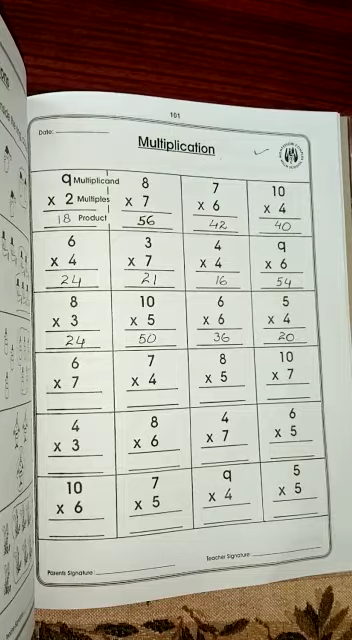 101
Date:
Multiplication
9 Multiplicand 8 7 10
x 2 Multiples x 7 x 6 x 4
18 Product 56 42 40
6 3 4 9
x 4 x 7 x 4 x 6
24 21 16 54
8 10 6 5
x 3 x 5 x 6 x 4
24 50 36 20
6 7 8 10
x 7 x 4 x 5 x 7
4 8 4 6
x 3 x 6 x 7 x 5
10 7 9 5
x 6 x 5 x 4 x 5
Parents Signature : Teacher Signature :